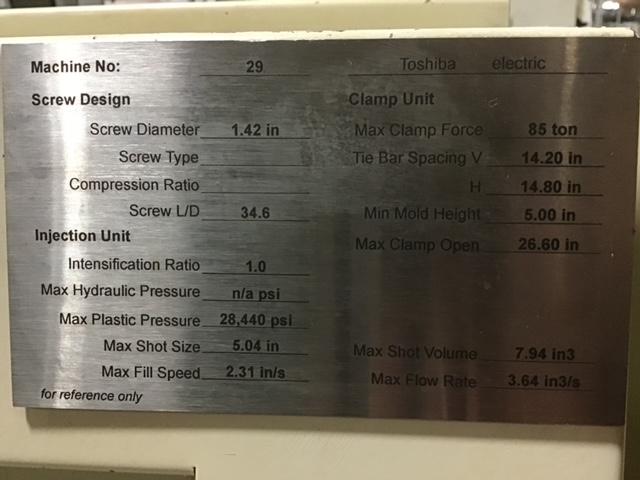 Machine No: 29 Toshiba electric
Screw Design Clamp Unit
Screw Diameter 1.42 in Max Clamp Force 85 ton
Screw Type Tie Bar Spacing V 14.20 in
Compression Ratio H 14.80 in
Screw L/D 34.6 Min Mold Height 5.00 in
Injection Unit Max Clamp Open 26.60 in
Intensification Ratio 1.0
Max Hydraulic Pressure n/a psi
Max Plastic Pressure 28,440 psi
Max Shot Size 5.04 in Max Shot Volume 7.94 in3
Max Fill Speed 2.31 in/s Max Flow Rate 3.64 in3/s
for reference only